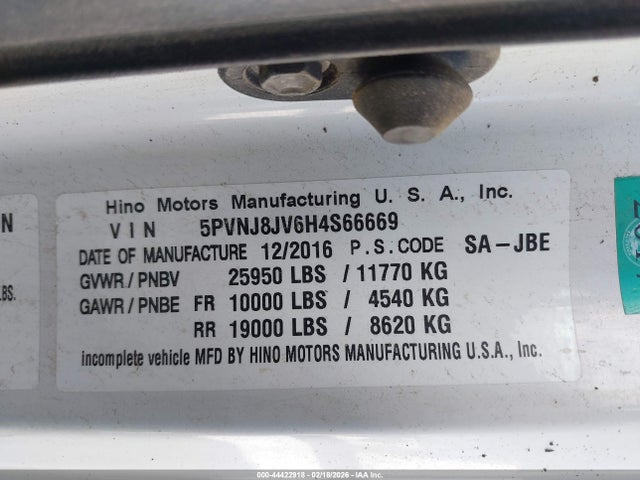 Hino Motors Manufacturing U. S. A., Inc.
VIN 5PVNJ8JV6H4S66669
DATE OF MANUFACTURE 12/2016 P.S.CODE SA-JBE
GVWR / PNBV 25950 LBS / 11770 KG
GAWR / PNBE FR 10000 LBS / 4540 KG
RR 19000 LBS / 8620 KG
incomplete vehicle MFD BY HINO MOTORS MANUFACTURING U.S.A., Inc.
N
LBS.
000-44422918 - 02/18/2026 - IAA Inc.